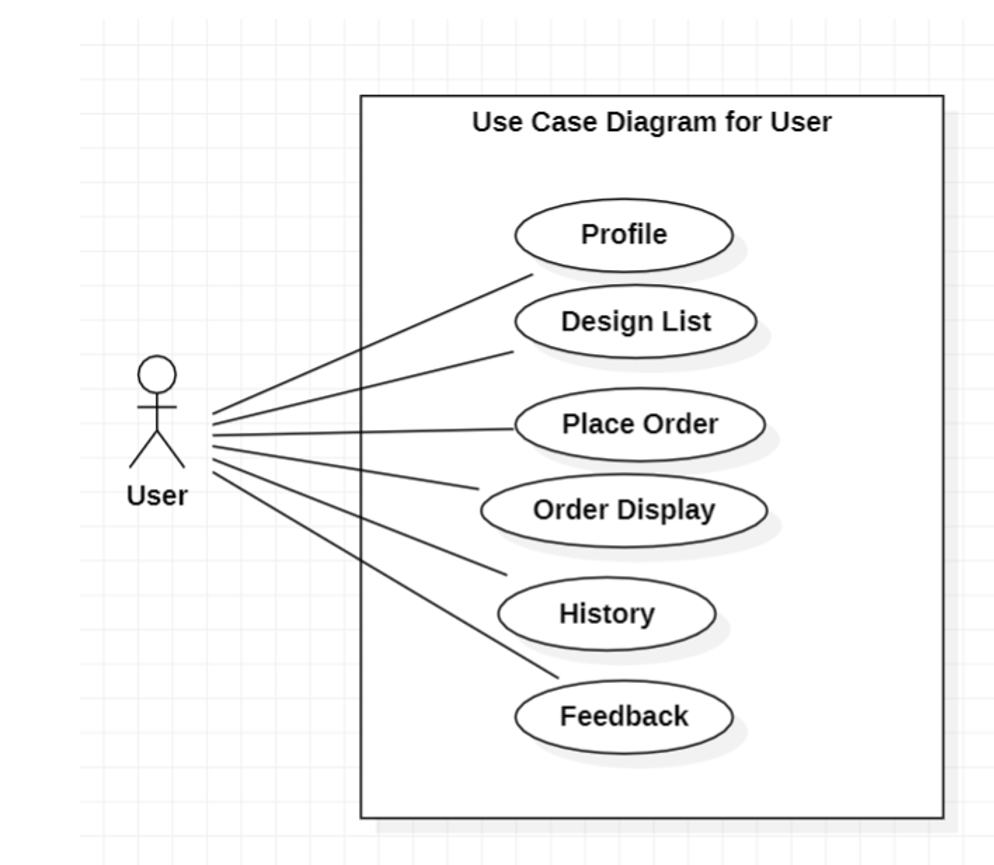 Use Case Diagram for User
Profile
Design List
Place Order
User
Order Display
History
Feedback